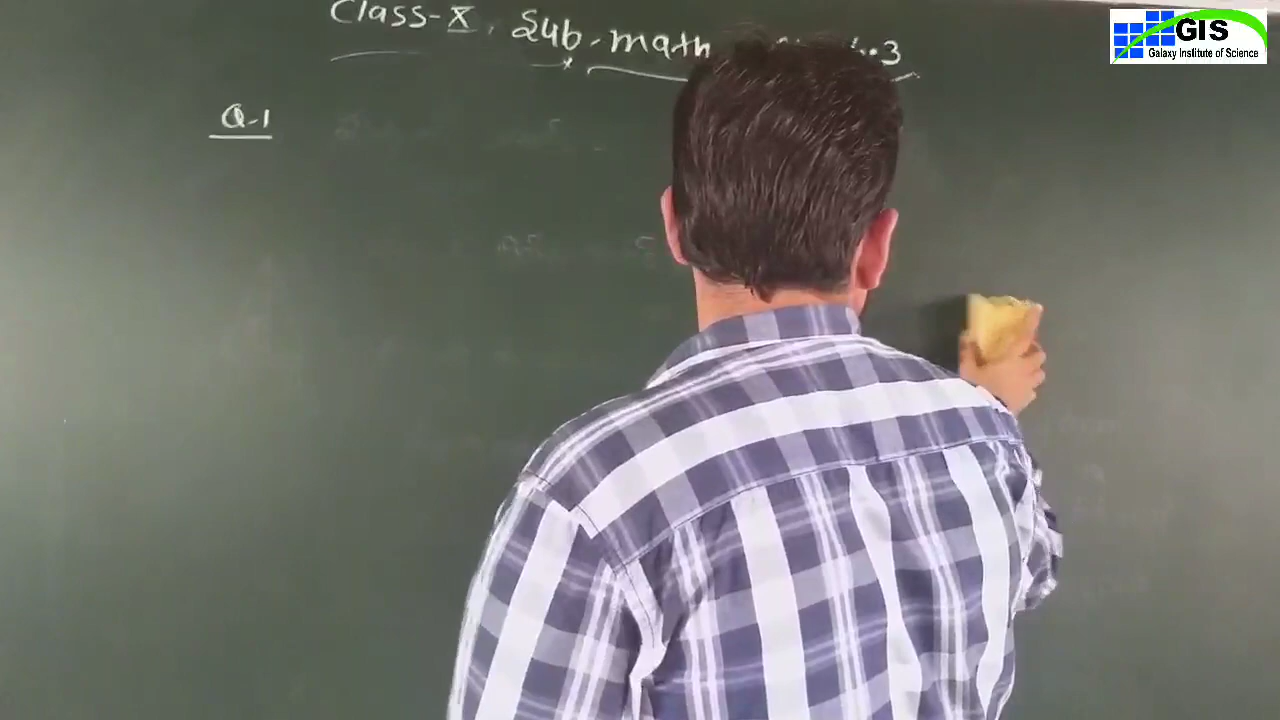 Class-X, Sub-math 3
GIS
Galaxy Institute of Science
Q-1